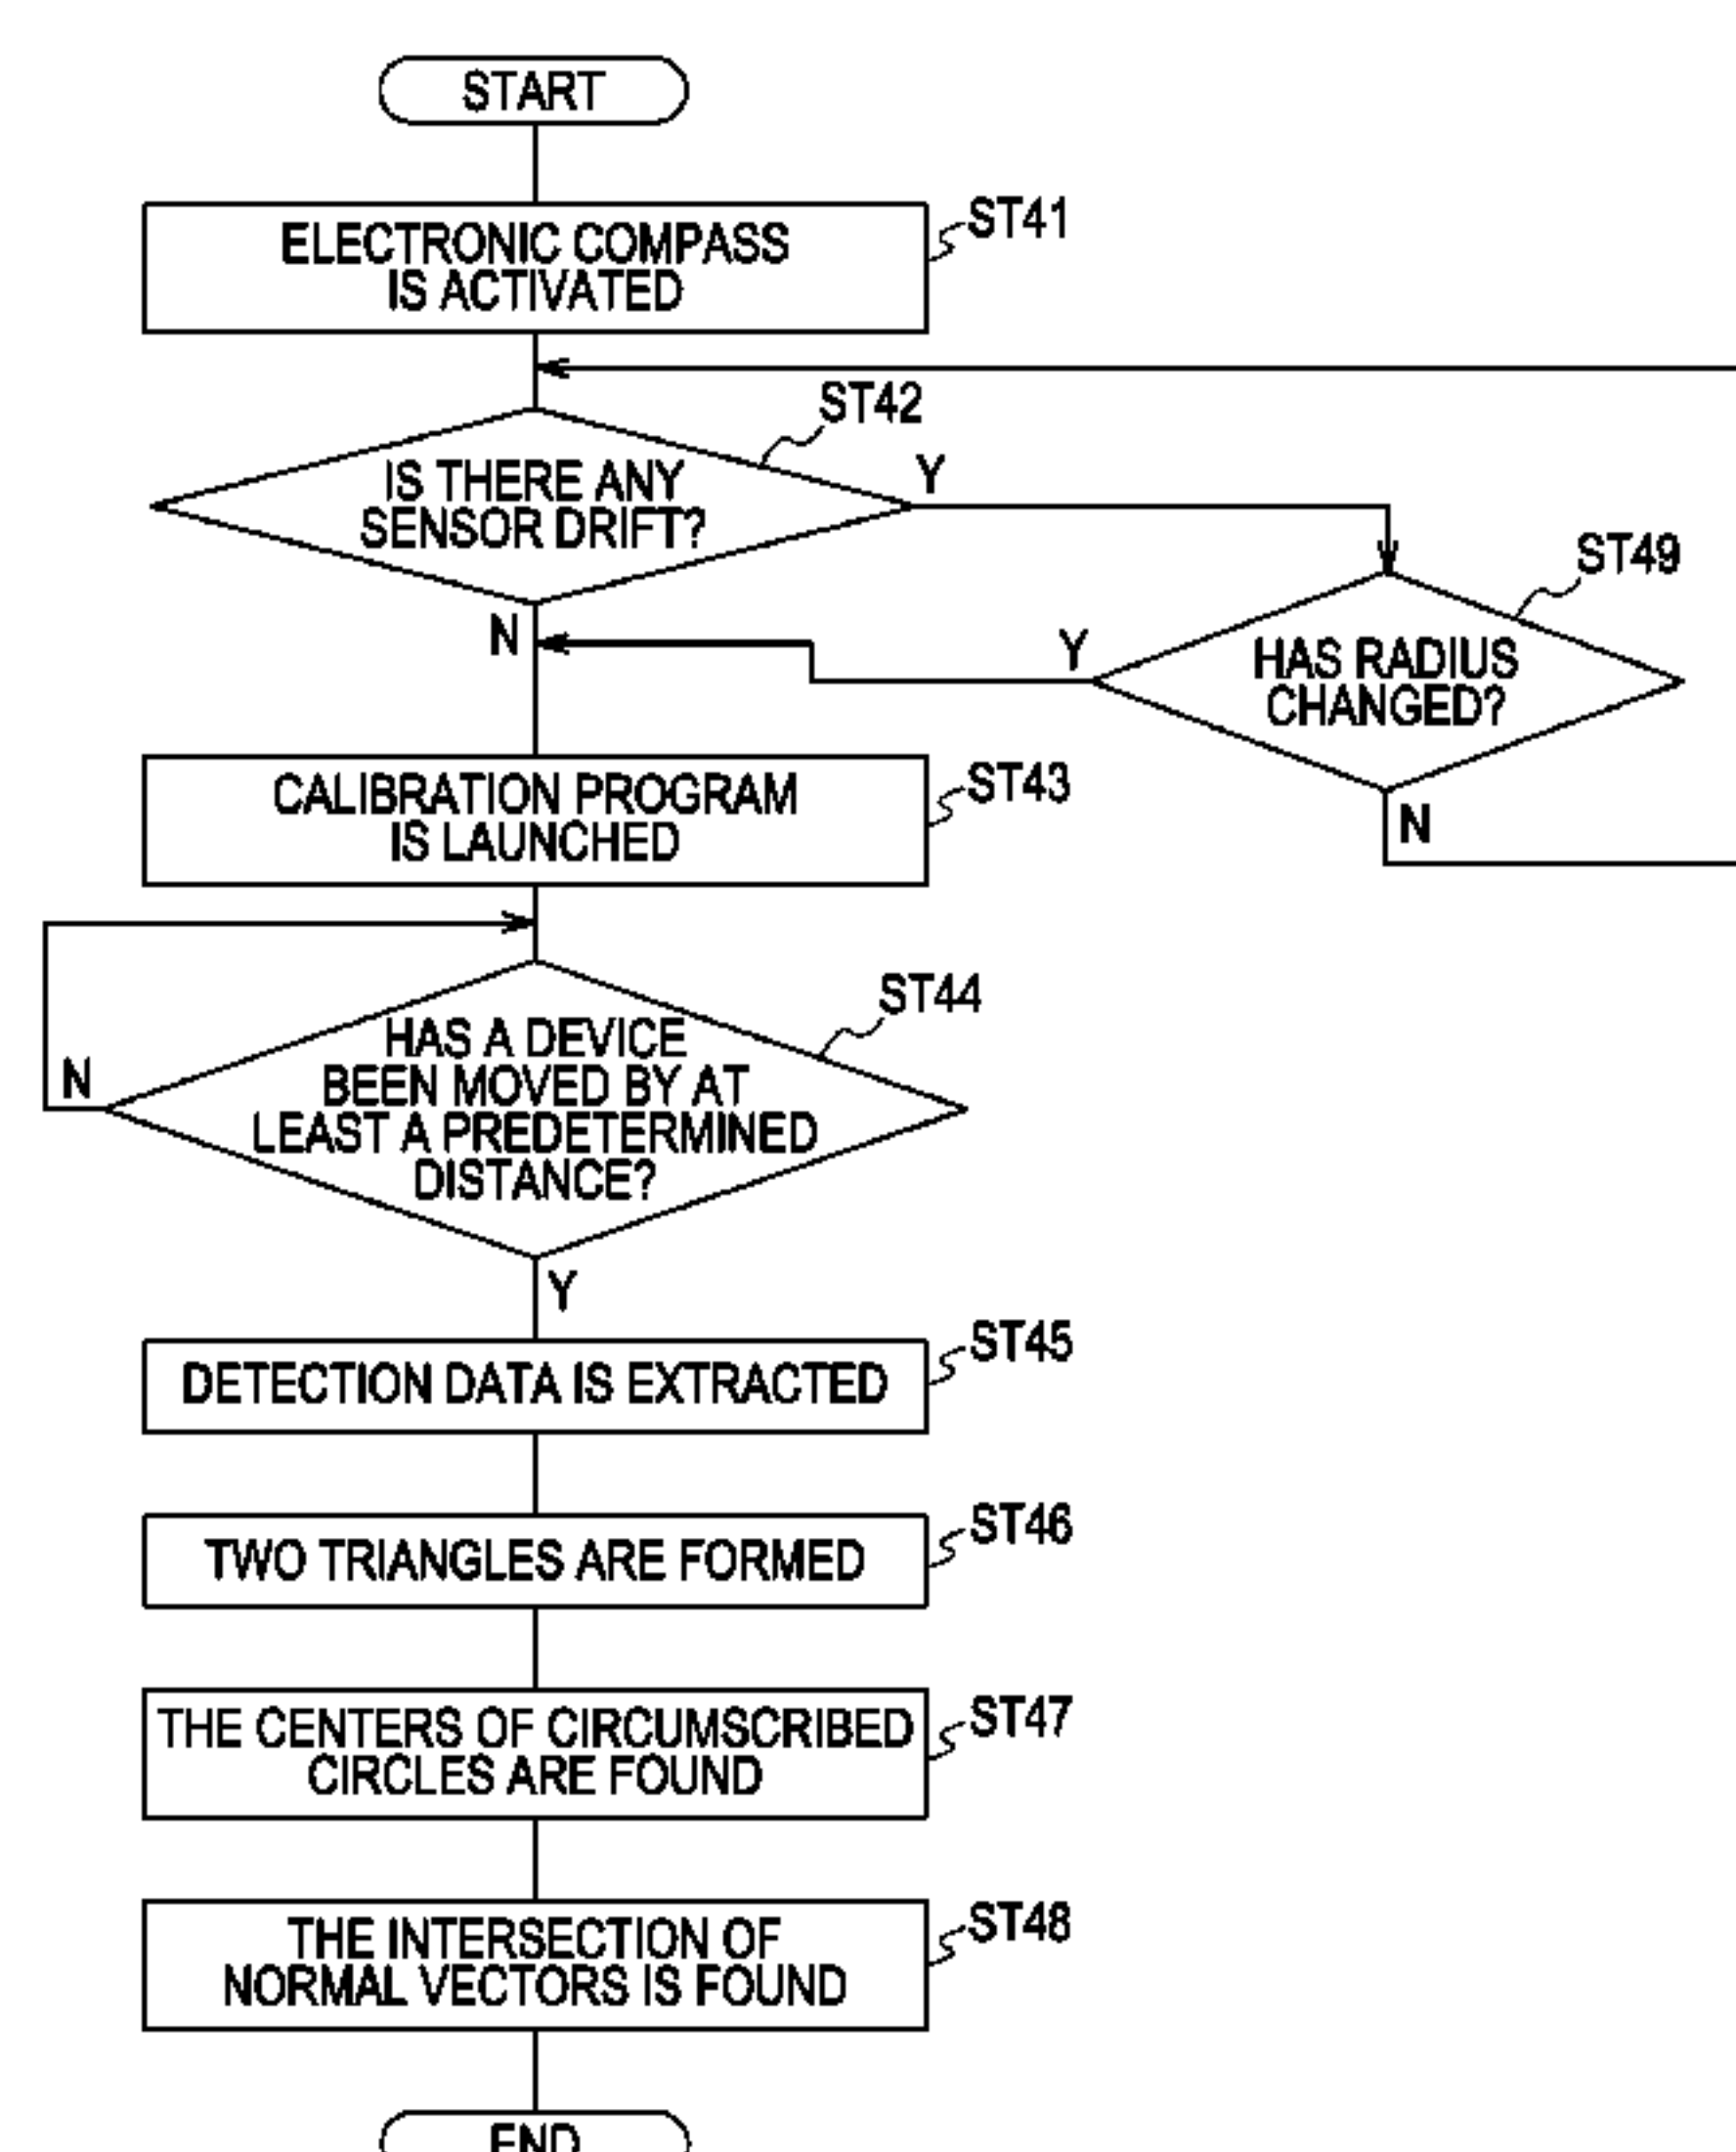 START
ELECTRONIC COMPASS
IS ACTIVATED
ST41
ST42
IS THERE ANY
SENSOR DRIFT?
Y
N
ST49
HAS RADIUS
CHANGED?
Y
N
CALIBRATION PROGRAM
IS LAUNCHED
ST43
ST44
HAS A DEVICE
BEEN MOVED BY AT
LEAST A PREDETERMINED
DISTANCE?
N
Y
DETECTION DATA IS EXTRACTED
ST45
TWO TRIANGLES ARE FORMED
ST46
THE CENTERS OF CIRCUMSCRIBED
CIRCLES ARE FOUND
ST47
THE INTERSECTION OF
NORMAL VECTORS IS FOUND
ST48
END